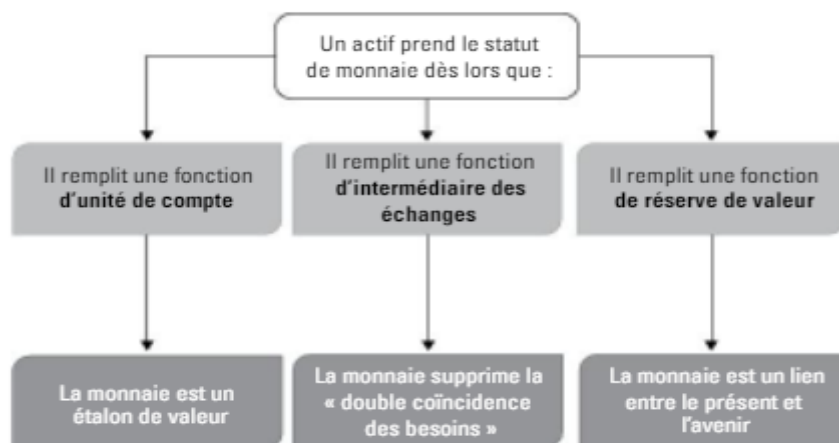 Un actif prend le statut
de monnaie dès lors que :
Il remplit une fonction
d'unité de compte
Il remplit une fonction
d'intermédiaire des
échanges
Il remplit une fonction
de réserve de valeur
La monnaie est un
étalon de valeur
La monnaie supprime la
« double coïncidence
des besoins »
La monnaie est un lien
entre le présent et
l'avenir